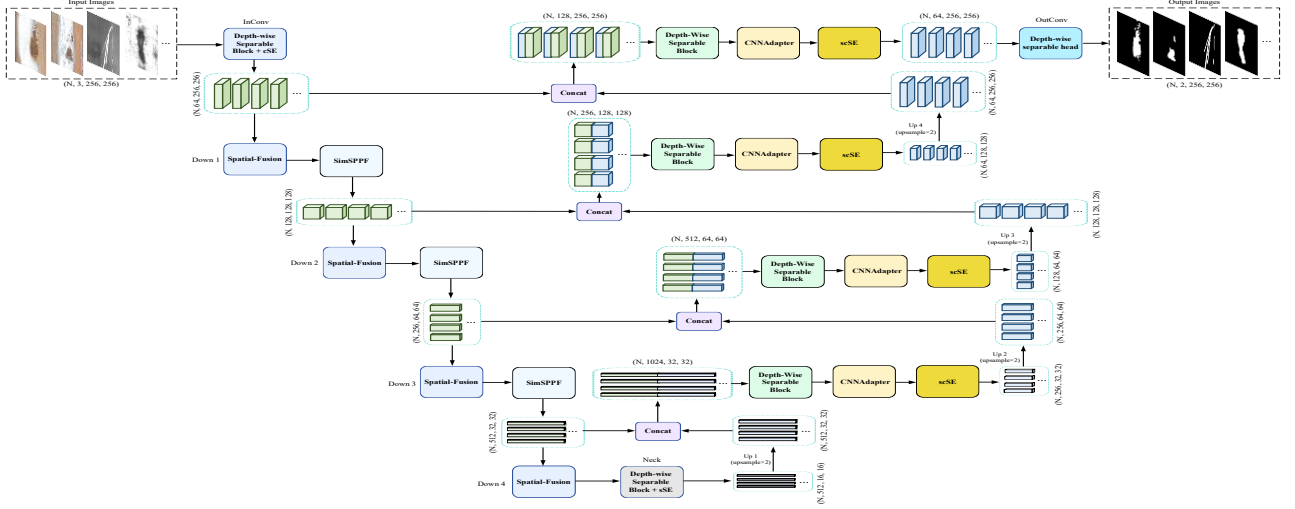 Input Images
...
(N, 3, 256, 256)
InConv
Depth-wise
Separable
Block + cSE
(N, 64, 256, 256)
...
(N, 128, 256, 256)
...
Depth-Wise
Separable
Block
CNNAdapter
scSE
(N, 64, 256, 256)
...
OutConv
Depth-wise
separable head
Output Images
...
(N, 2, 256, 256)
Concat
...
(N, 64, 256, 256)
Up 4
(upsample×2)
Down 1
Spatial-Fusion
SimSPPF
(N, 256, 128, 128)
...
Depth-Wise
Separable
Block
CNNAdapter
scSE
...
(N, 64, 128, 128)
(N, 128, 128, 128)
...
Concat
...
(N, 128, 128, 128)
Up 3
(upsample×2)
Down 2
Spatial-Fusion
SimSPPF
(N, 512, 64, 64)
...
Depth-Wise
Separable
Block
CNNAdapter
scSE
...
(N, 128, 64, 64)
(N, 256, 64, 64)
...
Concat
...
(N, 256, 64, 64)
Up 2
(upsample×2)
Down 3
Spatial-Fusion
SimSPPF
(N, 1024, 32, 32)
...
Depth-Wise
Separable
Block
CNNAdapter
scSE
...
(N, 256, 32, 32)
(N, 512, 32, 32)
...
Concat
...
(N, 512, 32, 32)
Up 1
(upsample×2)
Down 4
Spatial-Fusion
Neck
Depth-wise
Separable
Block + sSE
...
(N, 512, 16, 16)